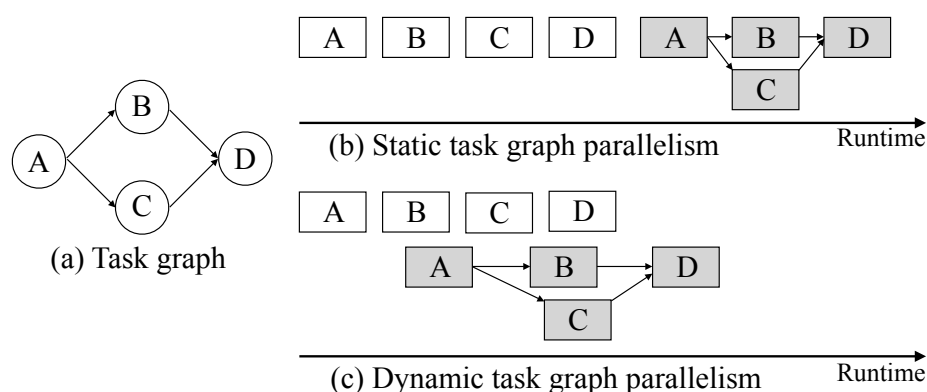 A B C D A B D
C
Runtime
(b) Static task graph parallelism
B
A D
C
(a) Task graph
A B C D
A B D
C
Runtime
(c) Dynamic task graph parallelism